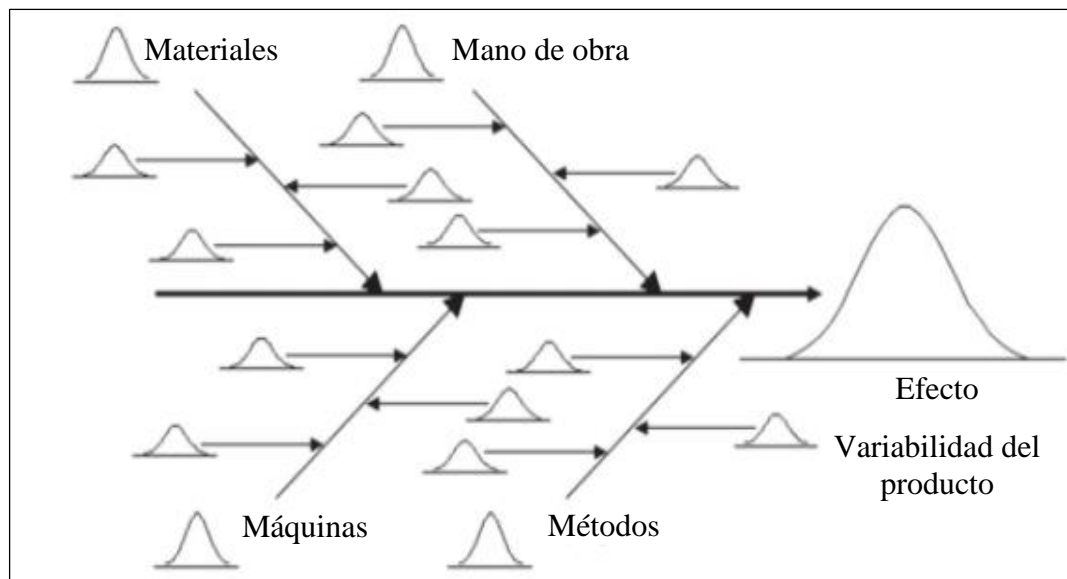 Materiales
Mano de obra
Efecto
Variabilidad del
producto
Máquinas
Métodos